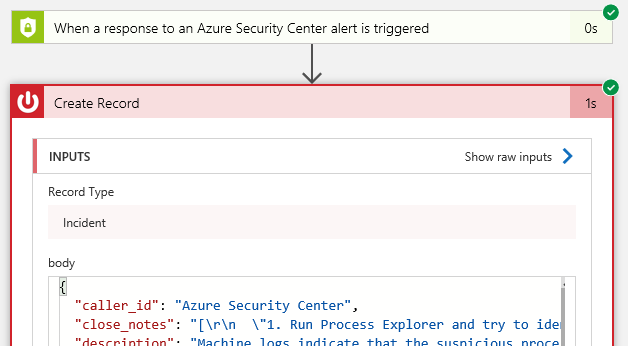 When a response to an Azure Security Center alert is triggered 0s
Create Record 1s
INPUTS Show raw inputs
Record Type
Incident
body
{
"caller_id": "Azure Security Center",
"close_notes": "[\r\n  \"1. Run Process Explorer and try to iden
"description": "Machine logs indicate that the suspicious proce